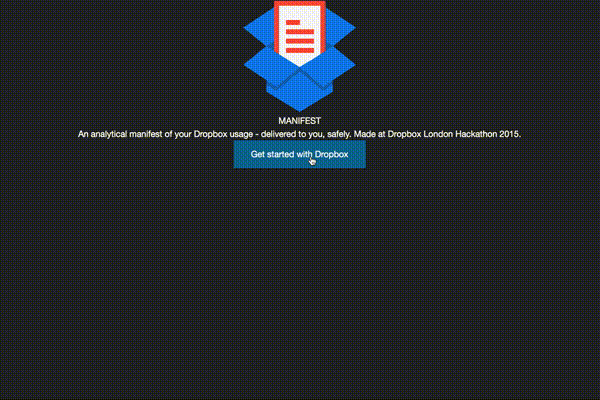 MANIFEST
An analytical manifest of your Dropbox usage - delivered to you, safely. Made at Dropbox London Hackathon 2015.
Get started with Dropbox